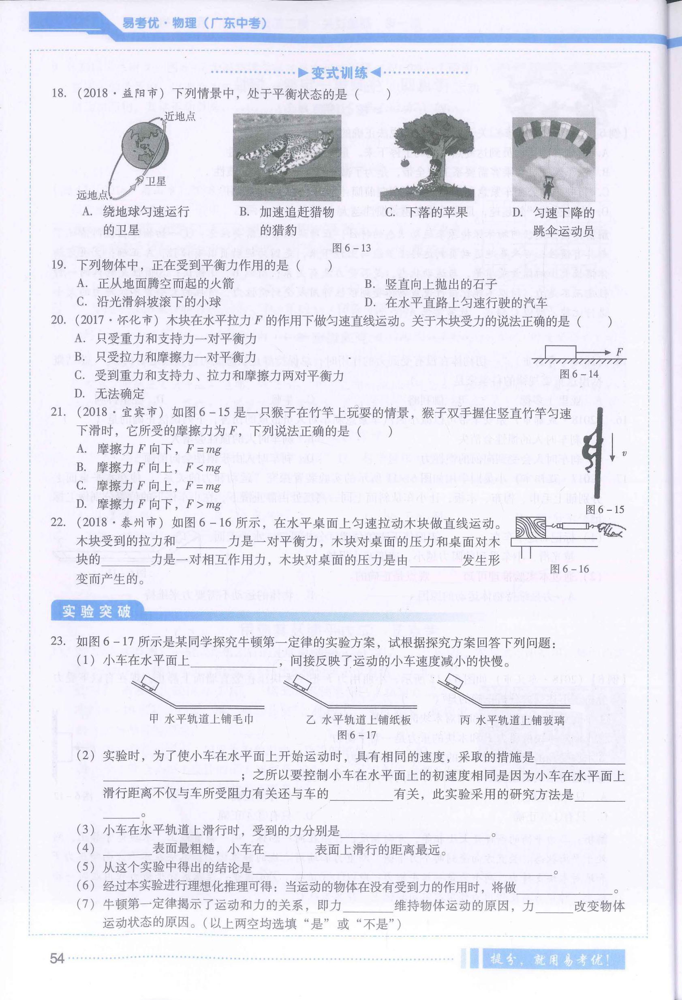 易考优·物理（广东中考）
变式训练
18. （2018·益阳市）下列情景中，处于平衡状态的是（　　）
近地点
卫星
远地点
A. 绕地球匀速运行的卫星
B. 加速追赶猎物的猎豹
C. 下落的苹果
D. 匀速下降的跳伞运动员
图6-13
19. 下列物体中，正在受到平衡力作用的是（　　）
A. 正从地面腾空而起的火箭
B. 竖直向上抛出的石子
C. 沿光滑斜坡滚下的小球
D. 在水平直路上匀速行驶的汽车
20. （2017·怀化市）木块在水平拉力F的作用下做匀速直线运动。关于木块受力的说法正确的是（　　）
A. 只受重力和支持力一对平衡力
B. 只受拉力和摩擦力一对平衡力
C. 受到重力和支持力、拉力和摩擦力两对平衡力
D. 无法确定
F
图6-14
21. （2018·宜宾市）如图6-15是一只猴子在竹竿上玩耍的情景，猴子双手握住竖直竹竿匀速
下滑时，它所受的摩擦力为F，下列说法正确的是（　　）
A. 摩擦力F向下，F=mg
B. 摩擦力F向上，F<mg
C. 摩擦力F向上，F=mg
D. 摩擦力F向下，F>mg
v
图6-15
22. （2018·泰州市）如图6-16所示，在水平桌面上匀速拉动木块做直线运动。
木块受到的拉力和________力是一对平衡力，木块对桌面的压力和桌面对木
块的________力是一对相互作用力，木块对桌面的压力是由________发生形
变而产生的。
图6-16
实验突破
23. 如图6-17所示是某同学探究牛顿第一定律的实验方案，试根据探究方案回答下列问题：
（1）小车在水平面上______________，间接反映了运动的小车速度减小的快慢。
甲 水平轨道上铺毛巾
乙 水平轨道上铺纸板
丙 水平轨道上铺玻璃
图6-17
（2）实验时，为了使小车在水平面上开始运动时，具有相同的速度，采取的措施是______________
______________________；之所以要控制小车在水平面上的初速度相同是因为小车在水平面上
滑行距离不仅与车所受阻力有关还与车的__________有关，此实验采用的研究方法是________
______。
（3）小车在水平轨道上滑行时，受到的力分别是________________________。
（4）________表面最粗糙，小车在________表面上滑行的距离最远。
（5）从这个实验中得出的结论是________________________________________________。
（6）经过本实验进行理想化推理可得：当运动的物体在没有受到力的作用时，将做________________。
（7）牛顿第一定律揭示了运动和力的关系，即力________维持物体运动的原因，力______改变物体
运动状态的原因。（以上两空均选填“是”或“不是”）
54
提分，就用易考优！